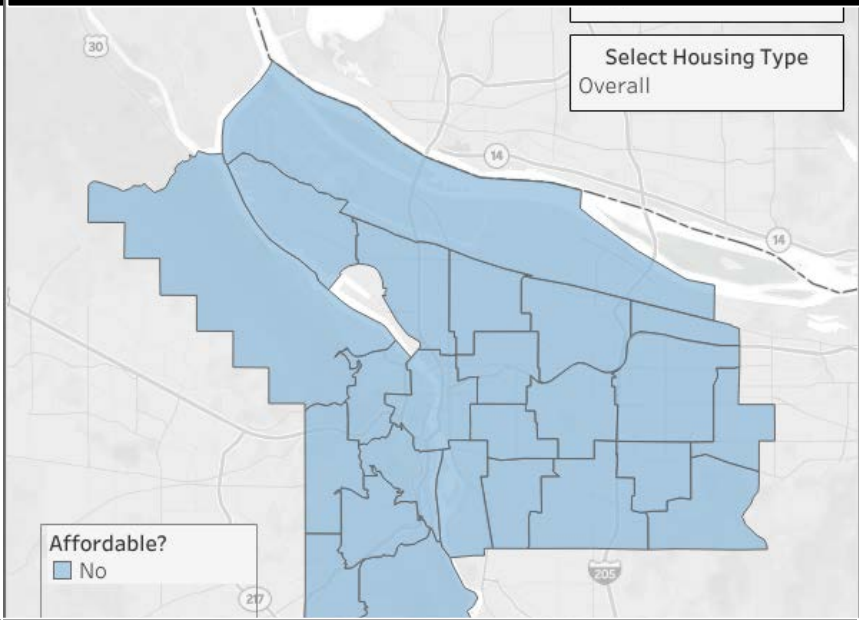 30
Select Housing Type
Overall
14
14
Affordable?
No
205
217